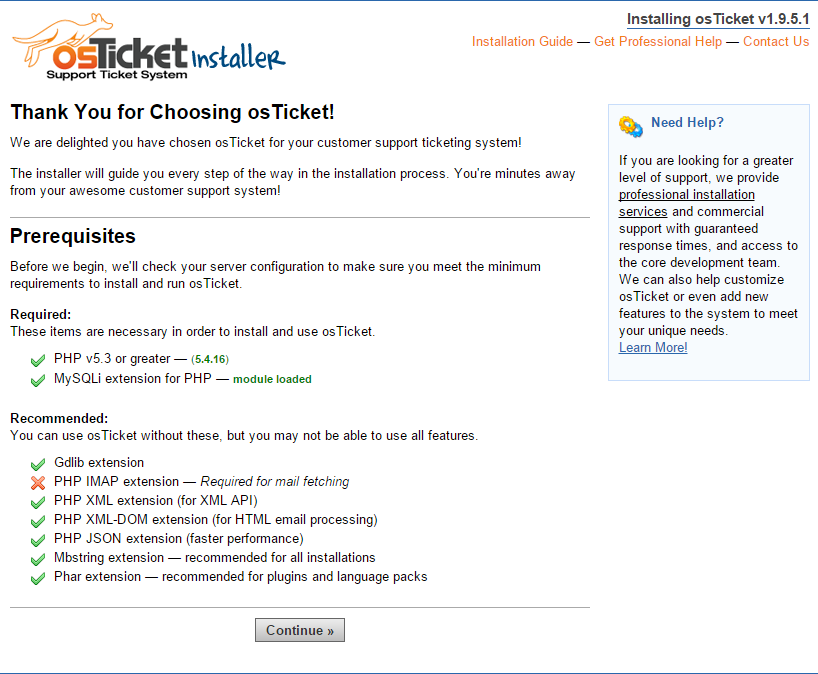 osTicket installer
Support Ticket System
Installing osTicket v1.9.5.1
Installation Guide — Get Professional Help — Contact Us
Thank You for Choosing osTicket!
We are delighted you have chosen osTicket for your customer support ticketing system!
The installer will guide you every step of the way in the installation process. You're minutes away
from your awesome customer support system!
Prerequisites
Before we begin, we'll check your server configuration to make sure you meet the minimum
requirements to install and run osTicket.
Required:
These items are necessary in order to install and use osTicket.
PHP v5.3 or greater — (5.4.16)
MySQLi extension for PHP — module loaded
Recommended:
You can use osTicket without these, but you may not be able to use all features.
Gdlib extension
PHP IMAP extension — Required for mail fetching
PHP XML extension (for XML API)
PHP XML-DOM extension (for HTML email processing)
PHP JSON extension (faster performance)
Mbstring extension — recommended for all installations
Phar extension — recommended for plugins and language packs
Continue »
Need Help?
If you are looking for a greater
level of support, we provide
professional installation
services and commercial
support with guaranteed
response times, and access to
the core development team.
We can also help customize
osTicket or even add new
features to the system to meet
your unique needs.
Learn More!